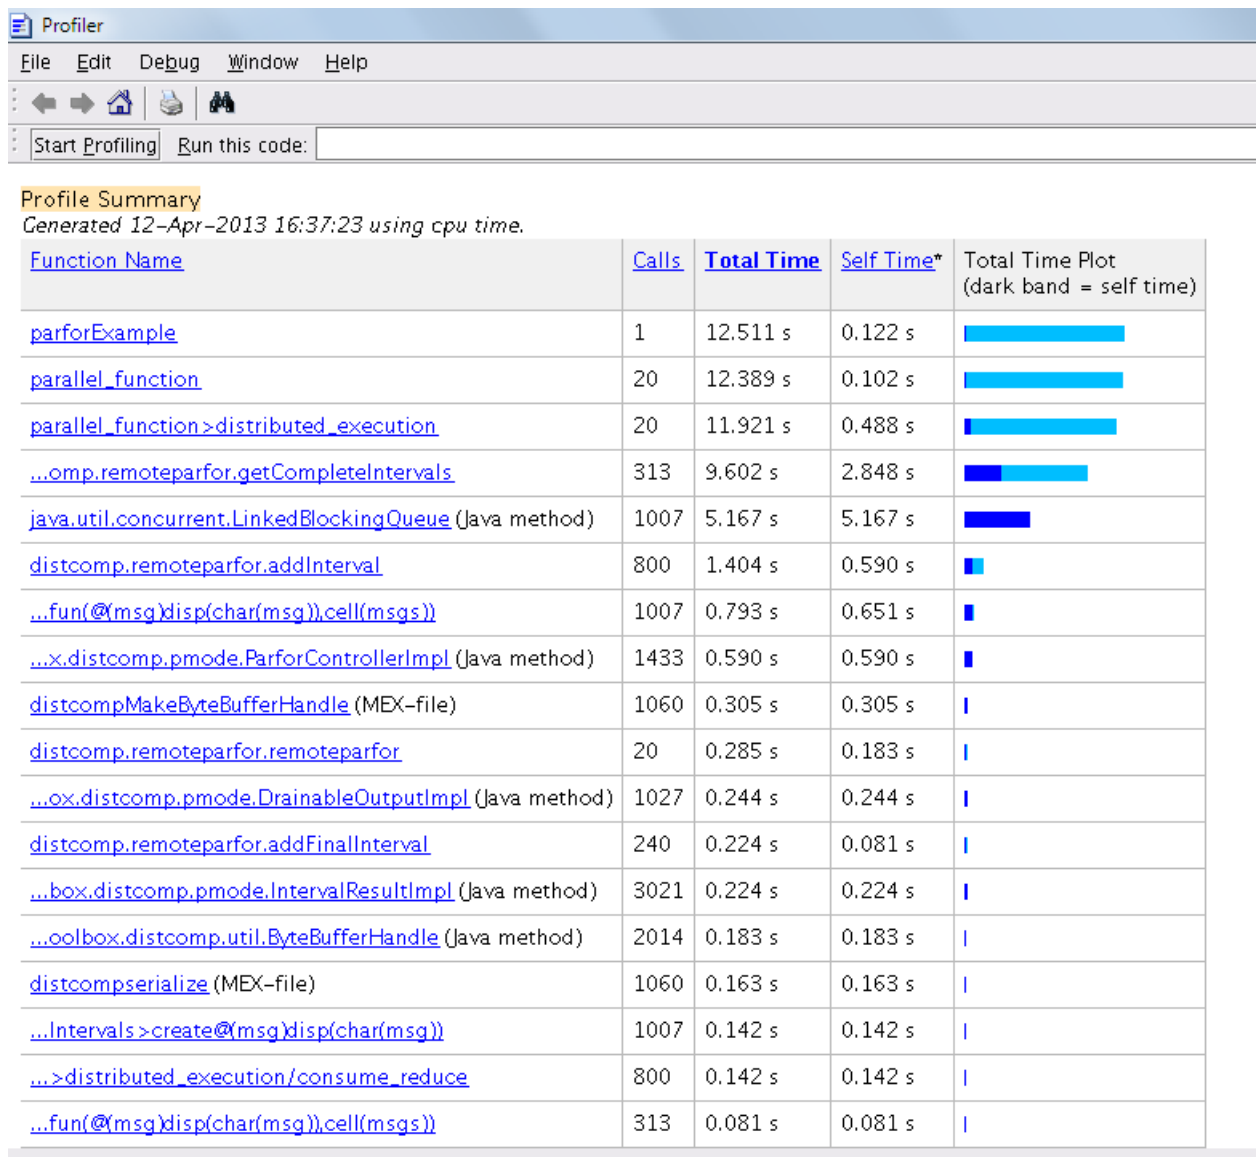 Profiler
File Edit Debug Window Help
Start Profiling Run this code:
Profile Summary
Generated 12-Apr-2013 16:37:23 using cpu time.
Function Name Calls Total Time Self Time* Total Time Plot
(dark band = self time)
parforExample 1 12.511 s 0.122 s
parallel_function 20 12.389 s 0.102 s
parallel_function>distributed_execution 20 11.921 s 0.488 s
...omp.remoteparfor.getCompleteIntervals 313 9.602 s 2.848 s
java.util.concurrent.LinkedBlockingQueue (Java method) 1007 5.167 s 5.167 s
distcomp.remoteparfor.addInterval 800 1.404 s 0.590 s
...fun(@(msg)disp(char(msg)),cell(msgs)) 1007 0.793 s 0.651 s
...x.distcomp.pmode.ParforControllerImpl (Java method) 1433 0.590 s 0.590 s
distcompMakeByteBufferHandle (MEX-file) 1060 0.305 s 0.305 s
distcomp.remoteparfor.remoteparfor 20 0.285 s 0.183 s
...ox.distcomp.pmode.DrainableOutputImpl (Java method) 1027 0.244 s 0.244 s
distcomp.remoteparfor.addFinalInterval 240 0.224 s 0.081 s
...box.distcomp.pmode.IntervalResultImpl (Java method) 3021 0.224 s 0.224 s
...oolbox.distcomp.util.ByteBufferHandle (Java method) 2014 0.183 s 0.183 s
distcompserialize (MEX-file) 1060 0.163 s 0.163 s
...Intervals>create@(msg)disp(char(msg)) 1007 0.142 s 0.142 s
...>distributed_execution/consume_reduce 800 0.142 s 0.142 s
...fun(@(msg)disp(char(msg)),cell(msgs)) 313 0.081 s 0.081 s